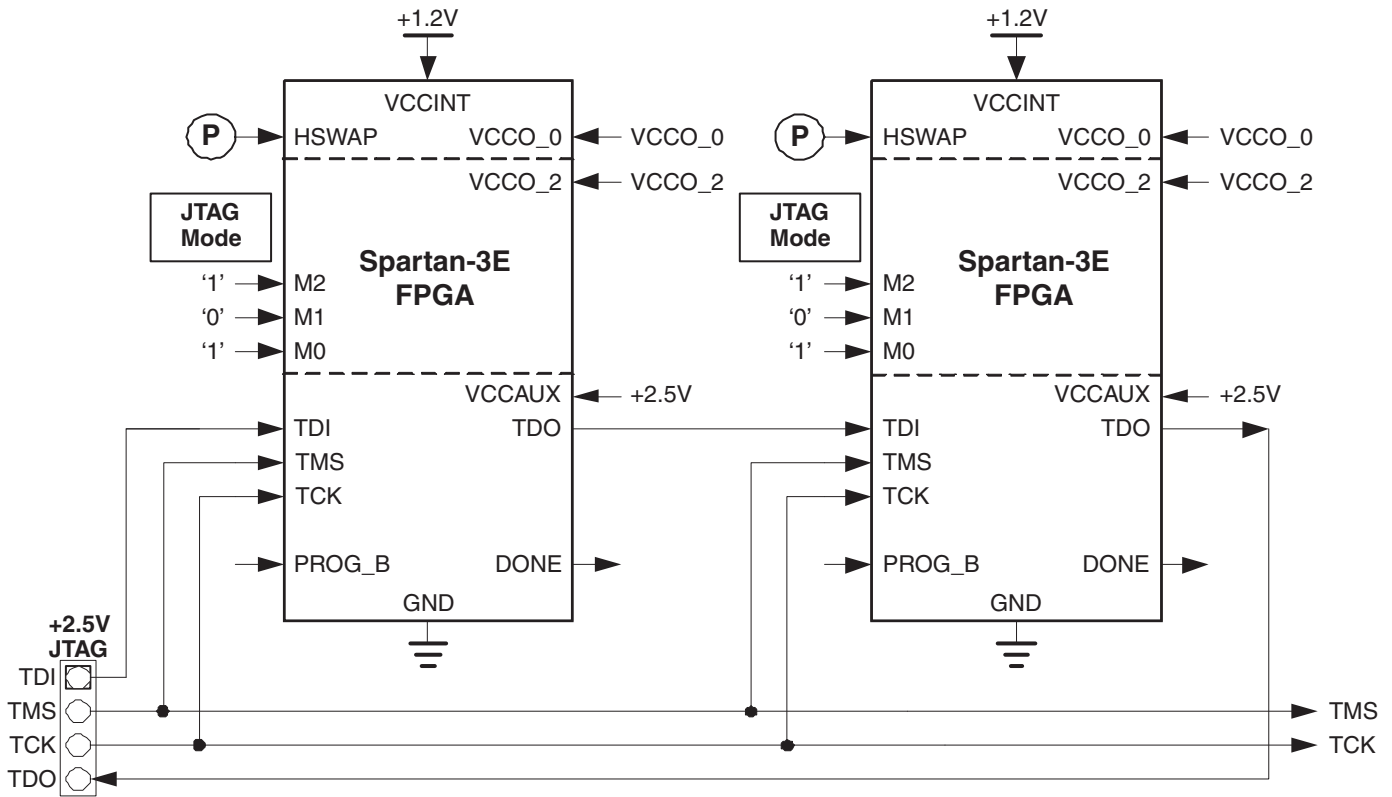 +1.2V
+1.2V
VCCINT
VCCINT
P
HSWAP
VCCO_0
VCCO_0
P
HSWAP
VCCO_0
VCCO_0
VCCO_2
VCCO_2
VCCO_2
VCCO_2
JTAG
Mode
JTAG
Mode
Spartan-3E
FPGA
Spartan-3E
FPGA
‘1’
M2
‘1’
M2
‘0’
M1
‘0’
M1
‘1’
M0
‘1’
M0
VCCAUX
+2.5V
VCCAUX
+2.5V
TDI
TDO
TDI
TDO
TMS
TMS
TCK
TCK
PROG_B
DONE
PROG_B
DONE
GND
GND
+2.5V
JTAG
TDI
TMS
TMS
TCK
TCK
TDO